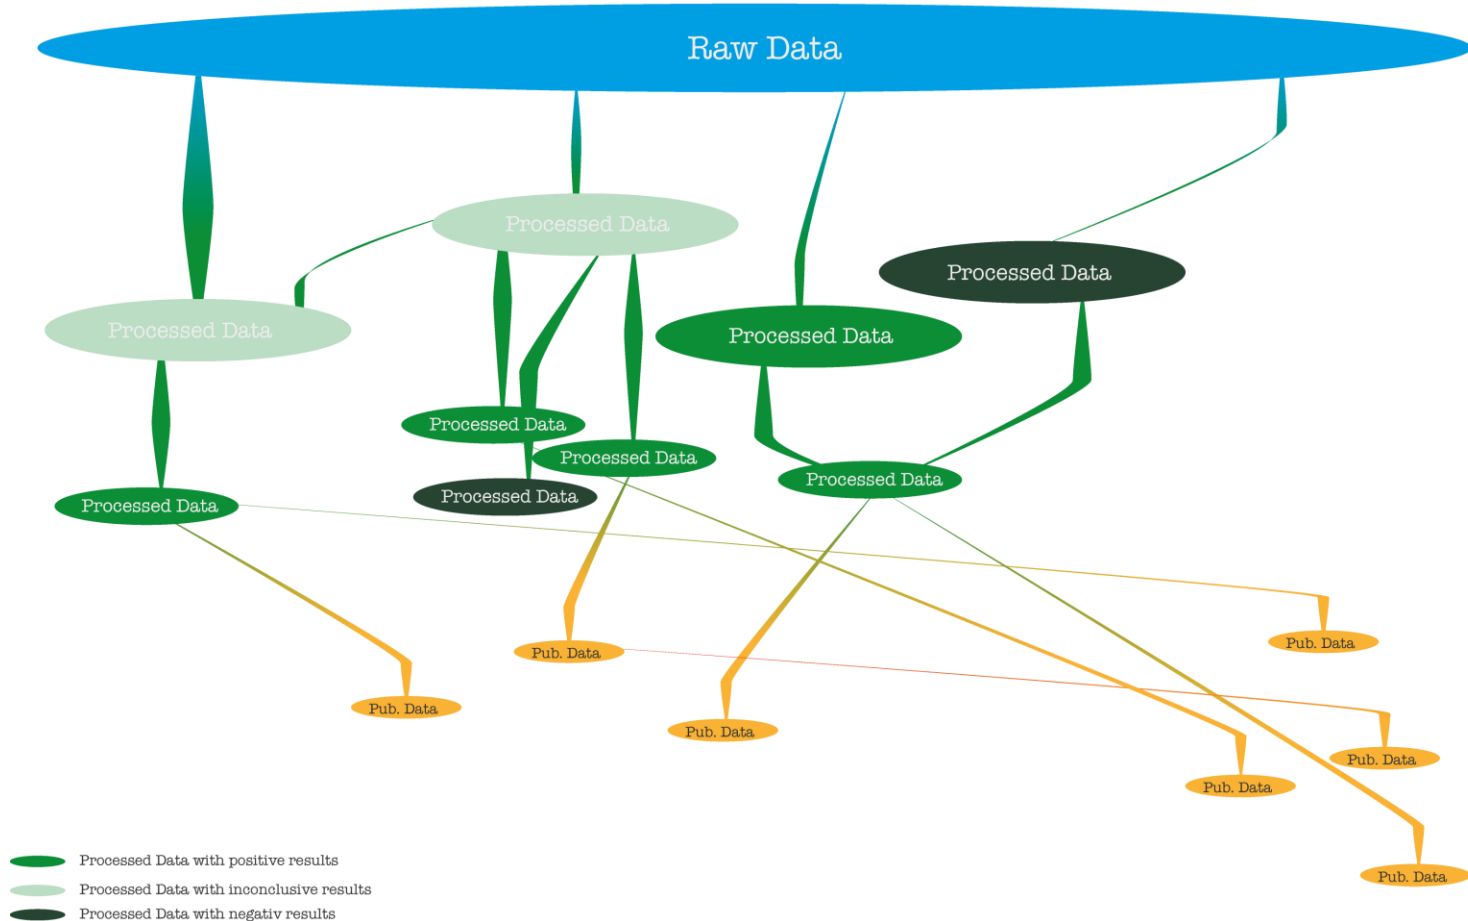 Raw Data
Processed Data
Processed Data
Processed Data
Processed Data
Processed Data
Processed Data
Processed Data
Processed Data
Processed Data
Pub. Data
Pub. Data
Pub. Data
Pub. Data
Pub. Data
Pub. Data
Pub. Data
Processed Data with positive results
Processed Data with inconclusive results
Processed Data with negativ results